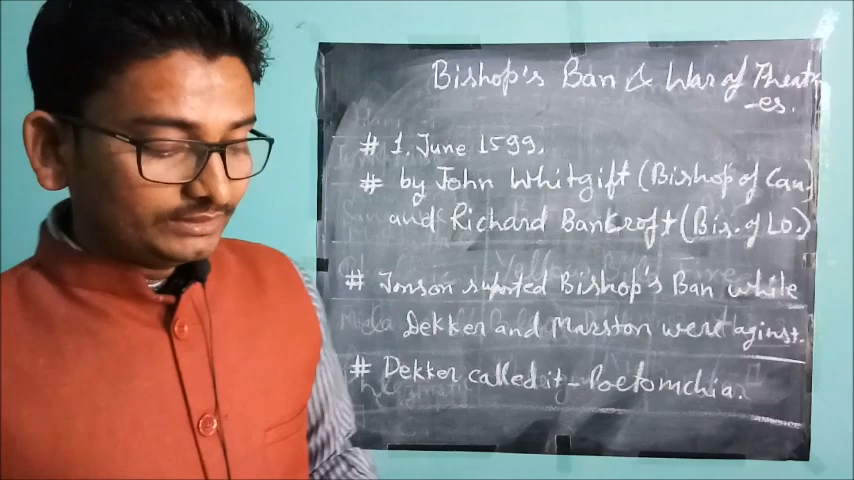 Bishop's Ban & War of Theatr
-es.
# 1. June 1599.
# by John Whitgift (Bishop of Can.)
and Richard Bankroft (Bis. of Lo.)
# Jonson suported Bishop's Ban while
Dekker and Marston were aginst.
# Dekker called it - Poetomchia.